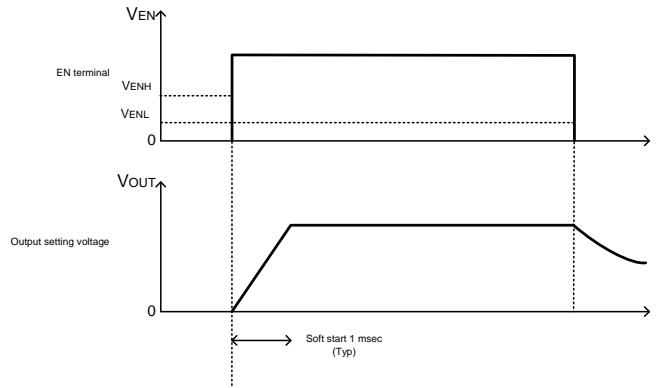 VEN
EN terminal
VENH
VENL
0
VOUT
Output setting voltage
0
Soft start 1 msec
(Typ)